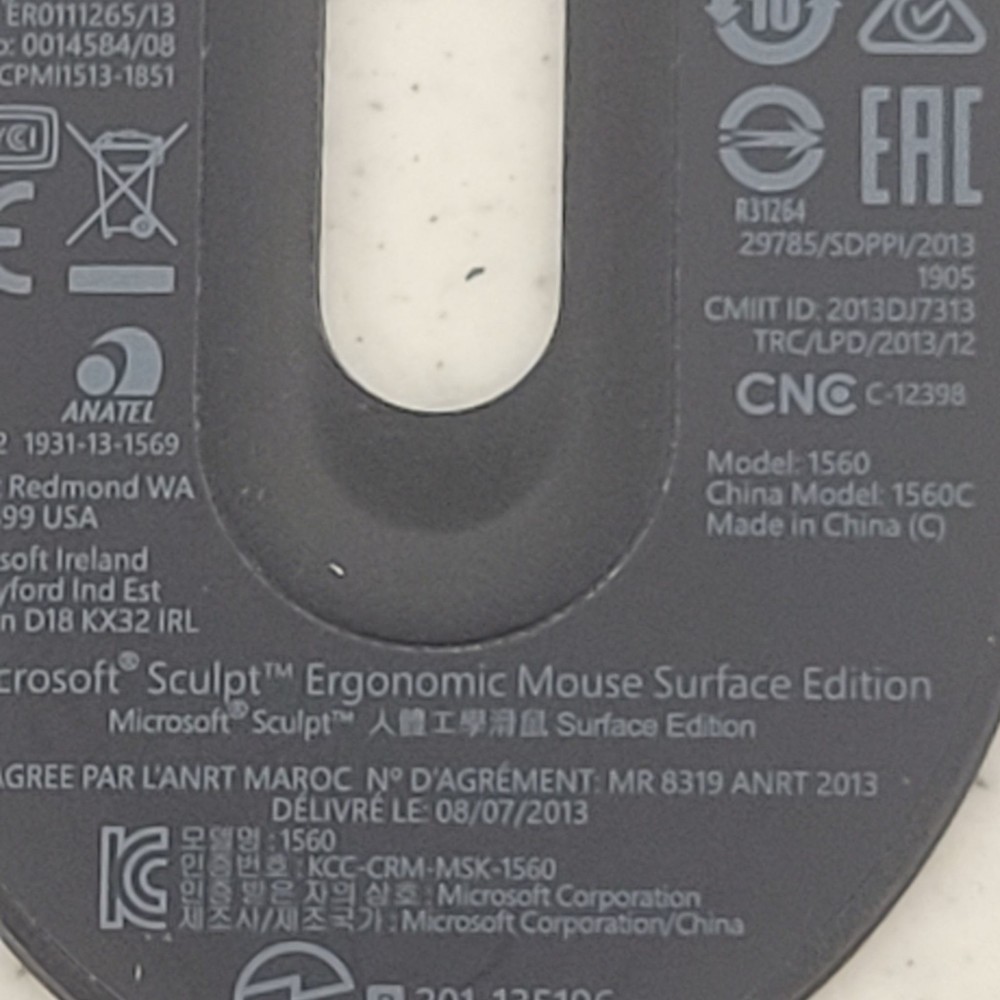 ER0111265/13
: 0014584/08
CPMI1513-1851
ANATEL
2 1931-13-1569
Redmond WA
99 USA
soft Ireland
yford Ind Est
n D18 KX32 IRL
10
EAC
R31264
29785/SDPPI/2013
1905
CMIIT ID: 2013DJ7313
TRC/LPD/2013/12
CNC C-12398
Model: 1560
China Model: 1560C
Made in China (C)
crosoft® Sculpt™ Ergonomic Mouse Surface Edition
Microsoft® Sculpt™ 人體工學滑鼠 Surface Edition
AGREE PAR L'ANRT MAROC N° D'AGRÉMENT: MR 8319 ANRT 2013
DÉLIVRÉ LE: 08/07/2013
모델명 : 1560
인증번호 : KCC-CRM-MSK-1560
인증 받은 자의 상호 : Microsoft Corporation
제조사/제조국가 : Microsoft Corporation/China